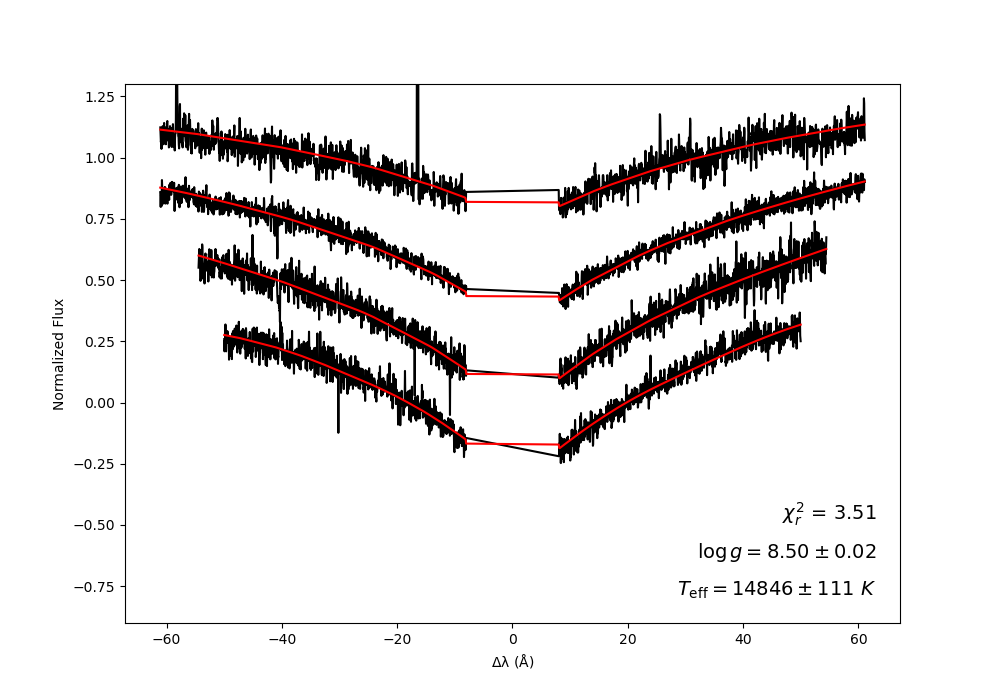 1.25
1.00
0.75
0.50
0.25
0.00
−0.25
−0.50
−0.75
Normalized Flux
χ²ᵣ = 3.51
log g = 8.50 ± 0.02
T_eff = 14846 ± 111 K
−60 −40 −20 0 20 40 60
Δλ (Å)